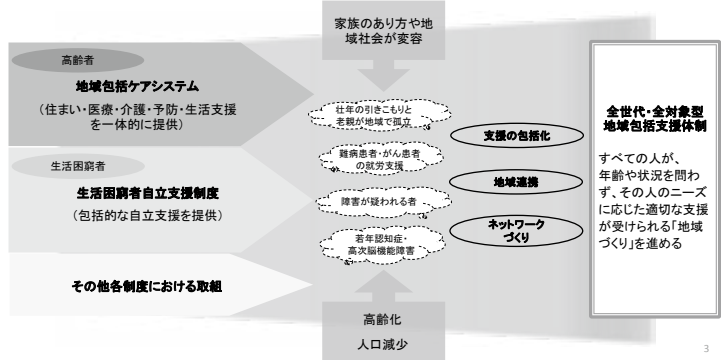 家族のあり方や地
域社会が変容
高齢者
地域包括ケアシステム
（住まい・医療・介護・予防・生活支援
を一体的に提供）
生活困窮者
生活困窮者自立支援制度
（包括的な自立支援を提供）
その他各制度における取組
壮年の引きこもりと
老親が地域で孤立
難病患者・がん患者
の就労支援
障害が疑われる者
若年認知症・
高次脳機能障害
支援の包括化
地域連携
ネットワーク
づくり
全世代・全対象型
地域包括支援体制
すべての人が、
年齢や状況を問わ
ず、その人のニーズ
に応じた適切な支援
が受けられる「地域
づくり」を進める
高齢化
人口減少
3